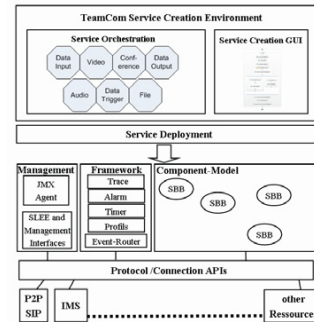 TeamCom Service Creation Environment
Service Orchestration
Service Creation GUI
Data Input
Video
Conf-erence
Data Output
Audio
Data Trigger
File
Service Deployment
Management
Framework
Component-Model
JMX Agent
SLEE and Management Interfaces
Trace
Alarm
Timer
Profils
Event-Router
SBB
SBB
SBB
SBB
Protocol /Connection APIs
P2P SIP
IMS
other Ressource